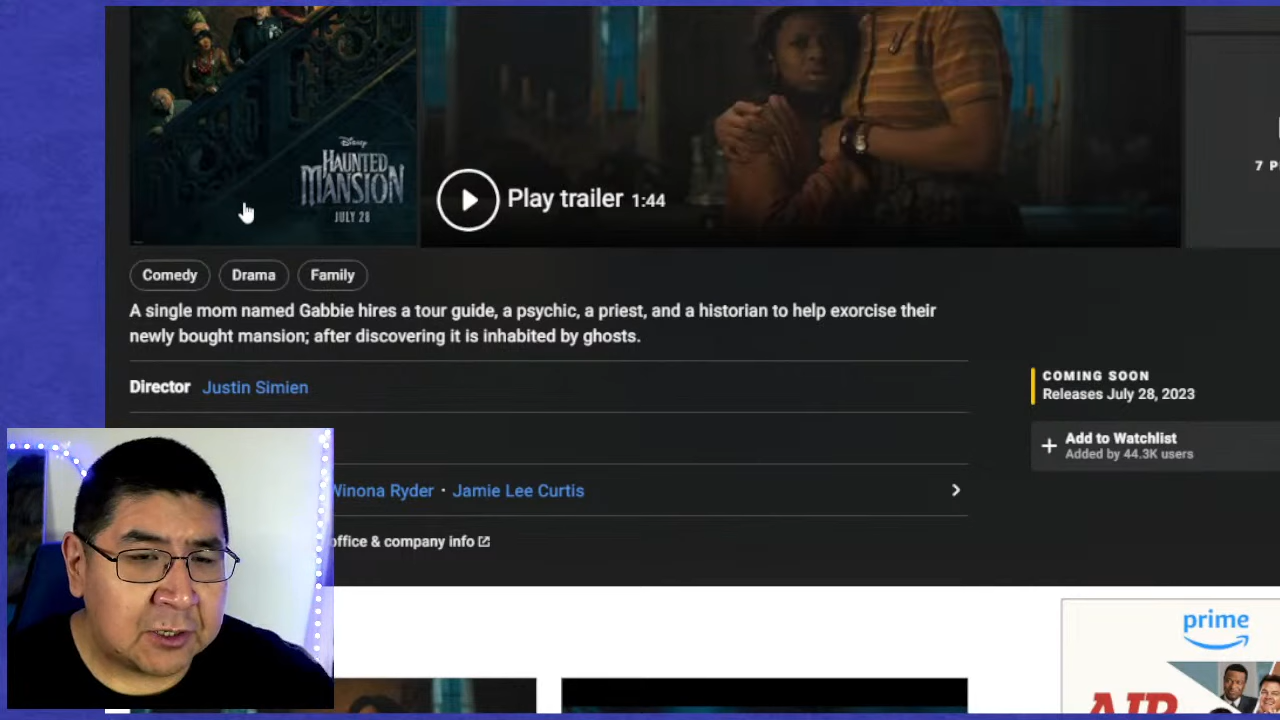 Disney
HAUNTED
MANSION
JULY 28
Play trailer 1:44
Comedy
Drama
Family
A single mom named Gabbie hires a tour guide, a psychic, a priest, and a historian to help exorcise their
newly bought mansion; after discovering it is inhabited by ghosts.
Director Justin Simien
Winona Ryder · Jamie Lee Curtis
office & company info
7 P
COMING SOON
Releases July 28, 2023
+ Add to Watchlist
Added by 44.3K users
prime
AIR